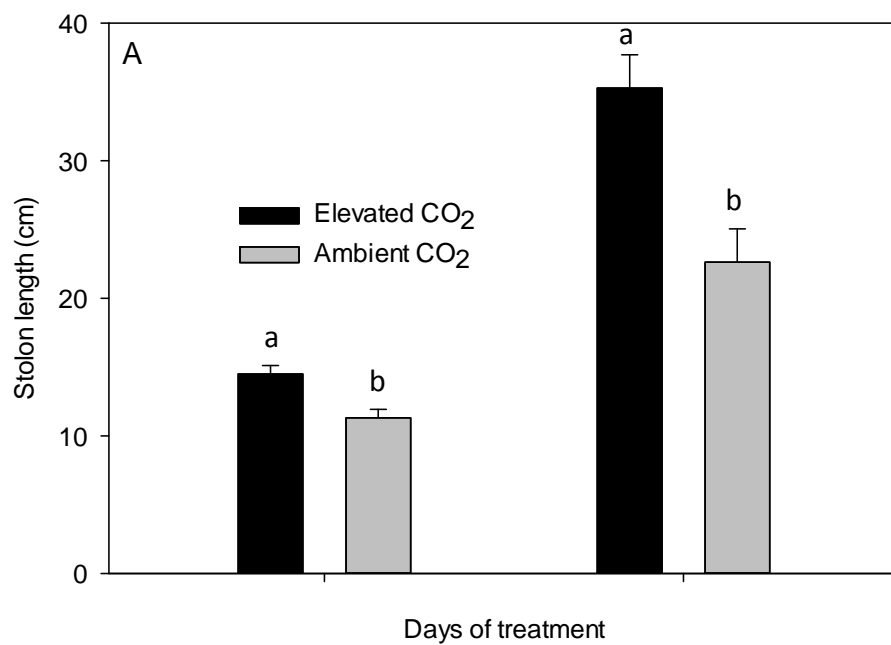 40
A
a
30
Elevated CO2
b
Ambient CO2
20
Stolon length (cm)
a
b
10
0
Days of treatment